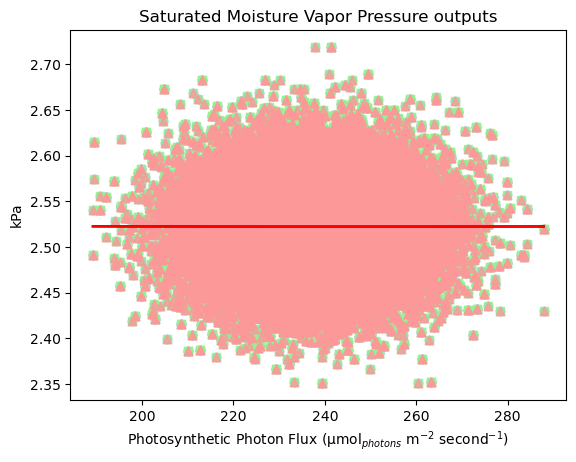 Saturated Moisture Vapor Pressure outputs
2.70
2.65
2.60
2.55
2.50
2.45
2.40
2.35
kPa
200 220 240 260 280
Photosynthetic Photon Flux (μmol_photons m⁻² second⁻¹)